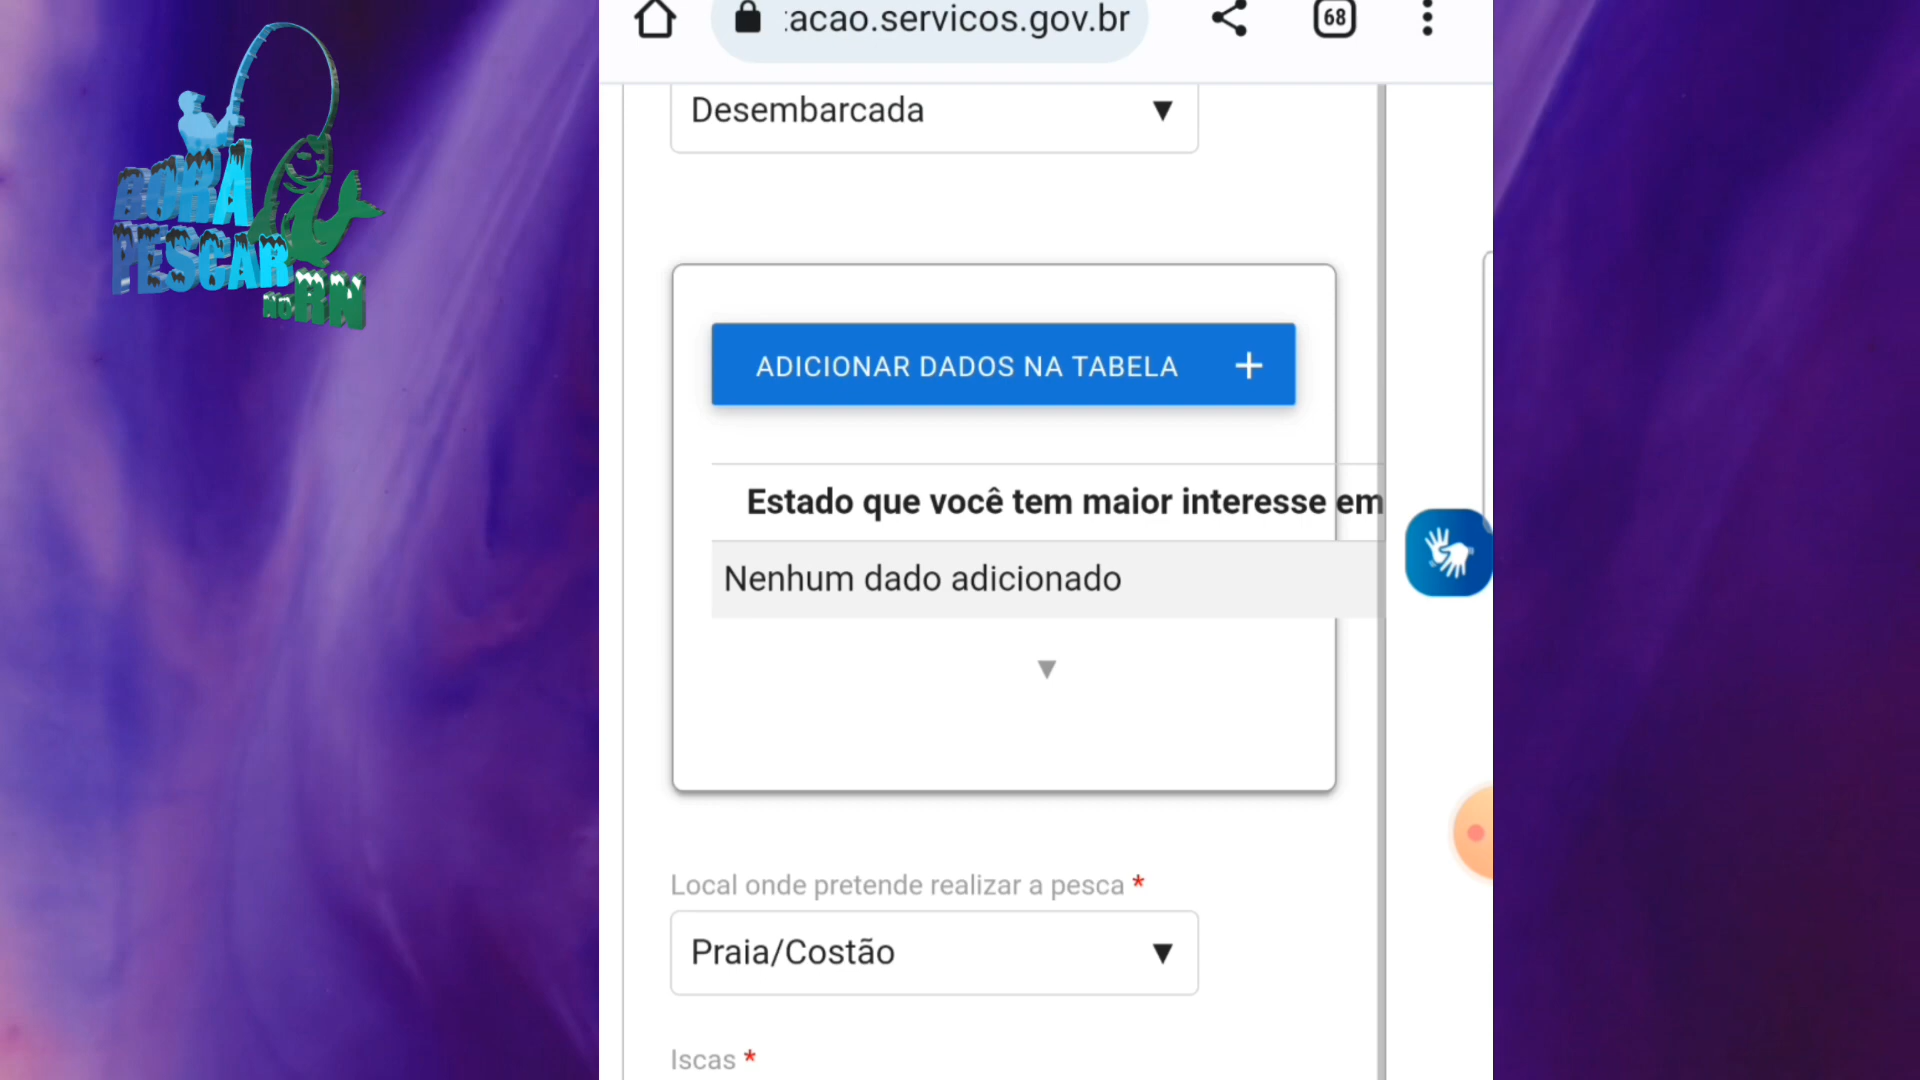 BORA
PESCAR
NO RN
:acao.servicos.gov.br
68
Desembarcada
ADICIONAR DADOS NA TABELA +
Estado que você tem maior interesse em
Nenhum dado adicionado
Local onde pretende realizar a pesca *
Praia/Costão
Iscas *